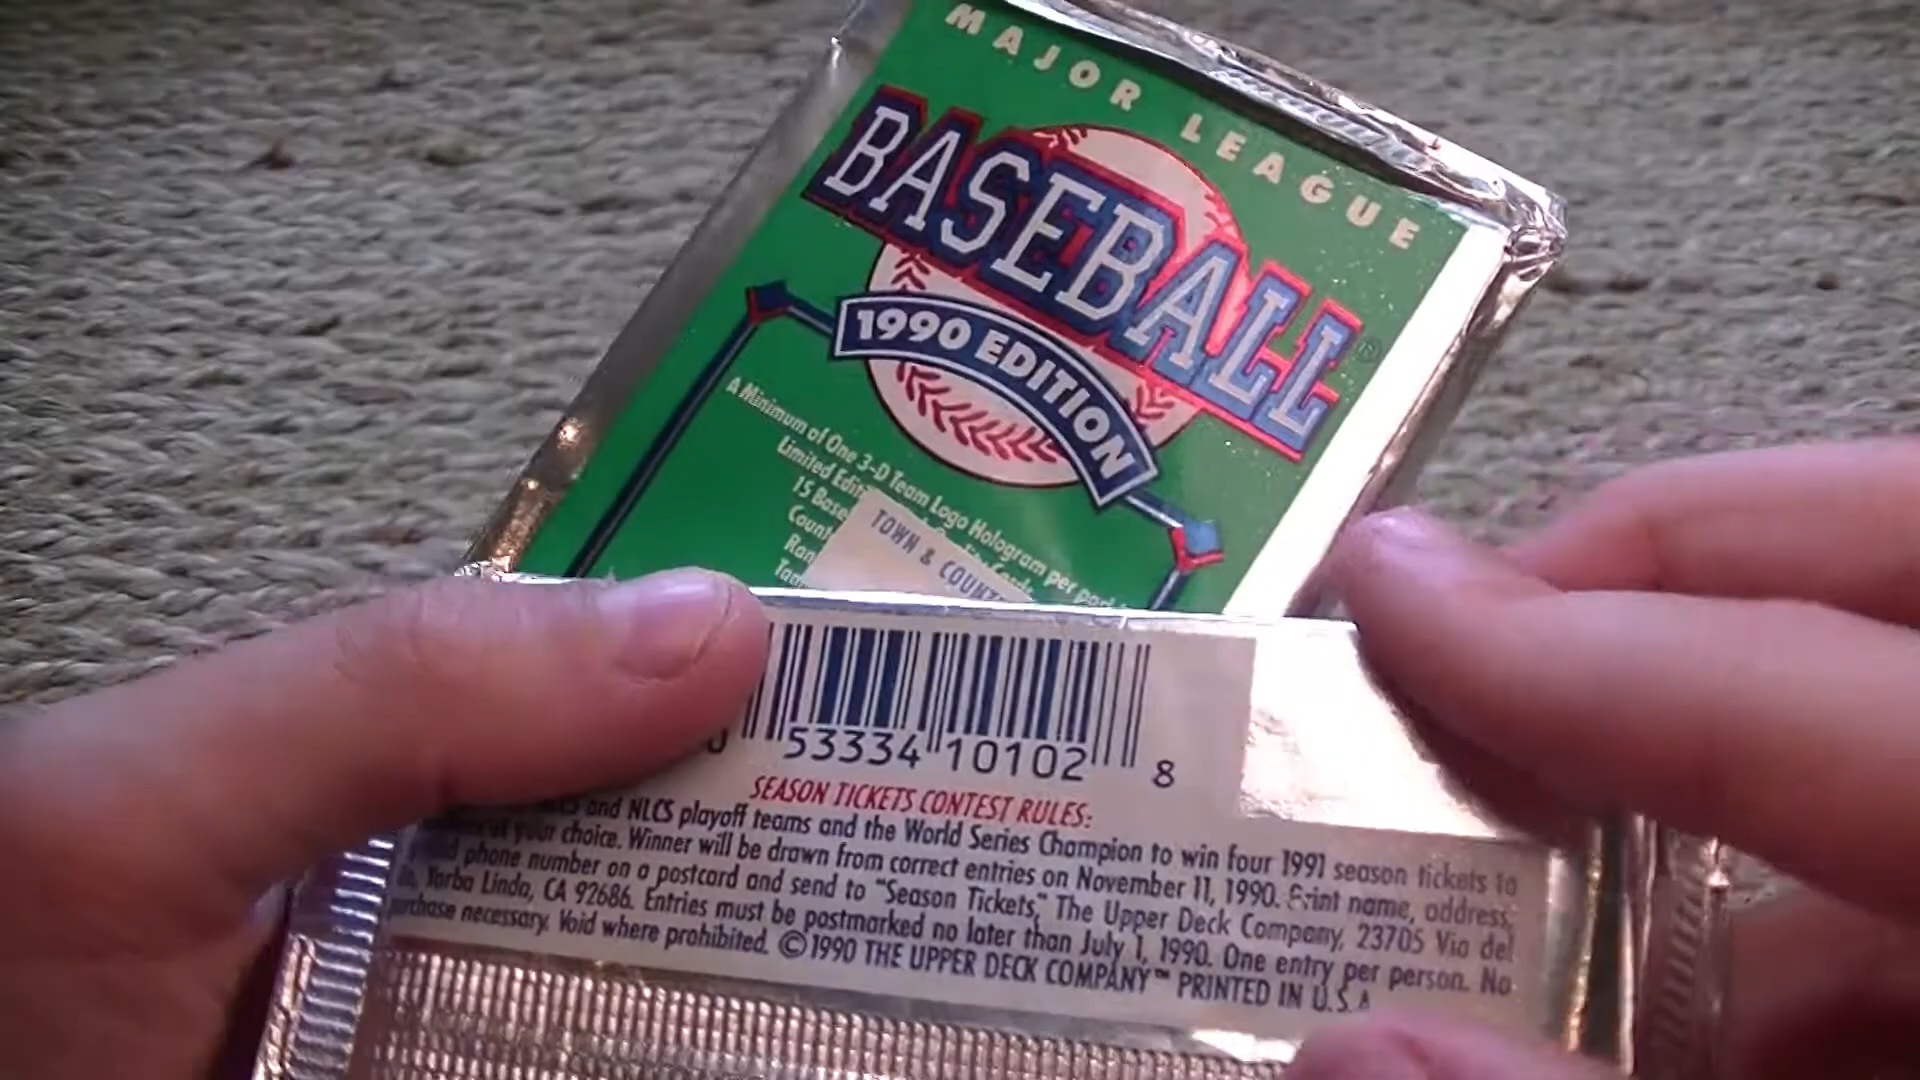 MAJOR LEAGUE
BASEBALL®
1990 EDITION
A Minimum of One 3-D Team Logo Hologram per
Limited
15
TOWN &
0 53334 10102 8
SEASON TICKETS CONTEST RULES:
and NLCS playoff teams and the World Series Champion to win four 1991 season tickets to
of your choice. Winner will be drawn from correct entries on November 11, 1990. Print name, address,
phone number on a postcard and send to "Season Tickets," The Upper Deck Company, 23705 Via del
Yorba Linda, CA 92686. Entries must be postmarked no later than July 1, 1990. One entry per person. No
necessary. Void where prohibited. ©1990 THE UPPER DECK COMPANY™ PRINTED IN U.S.A